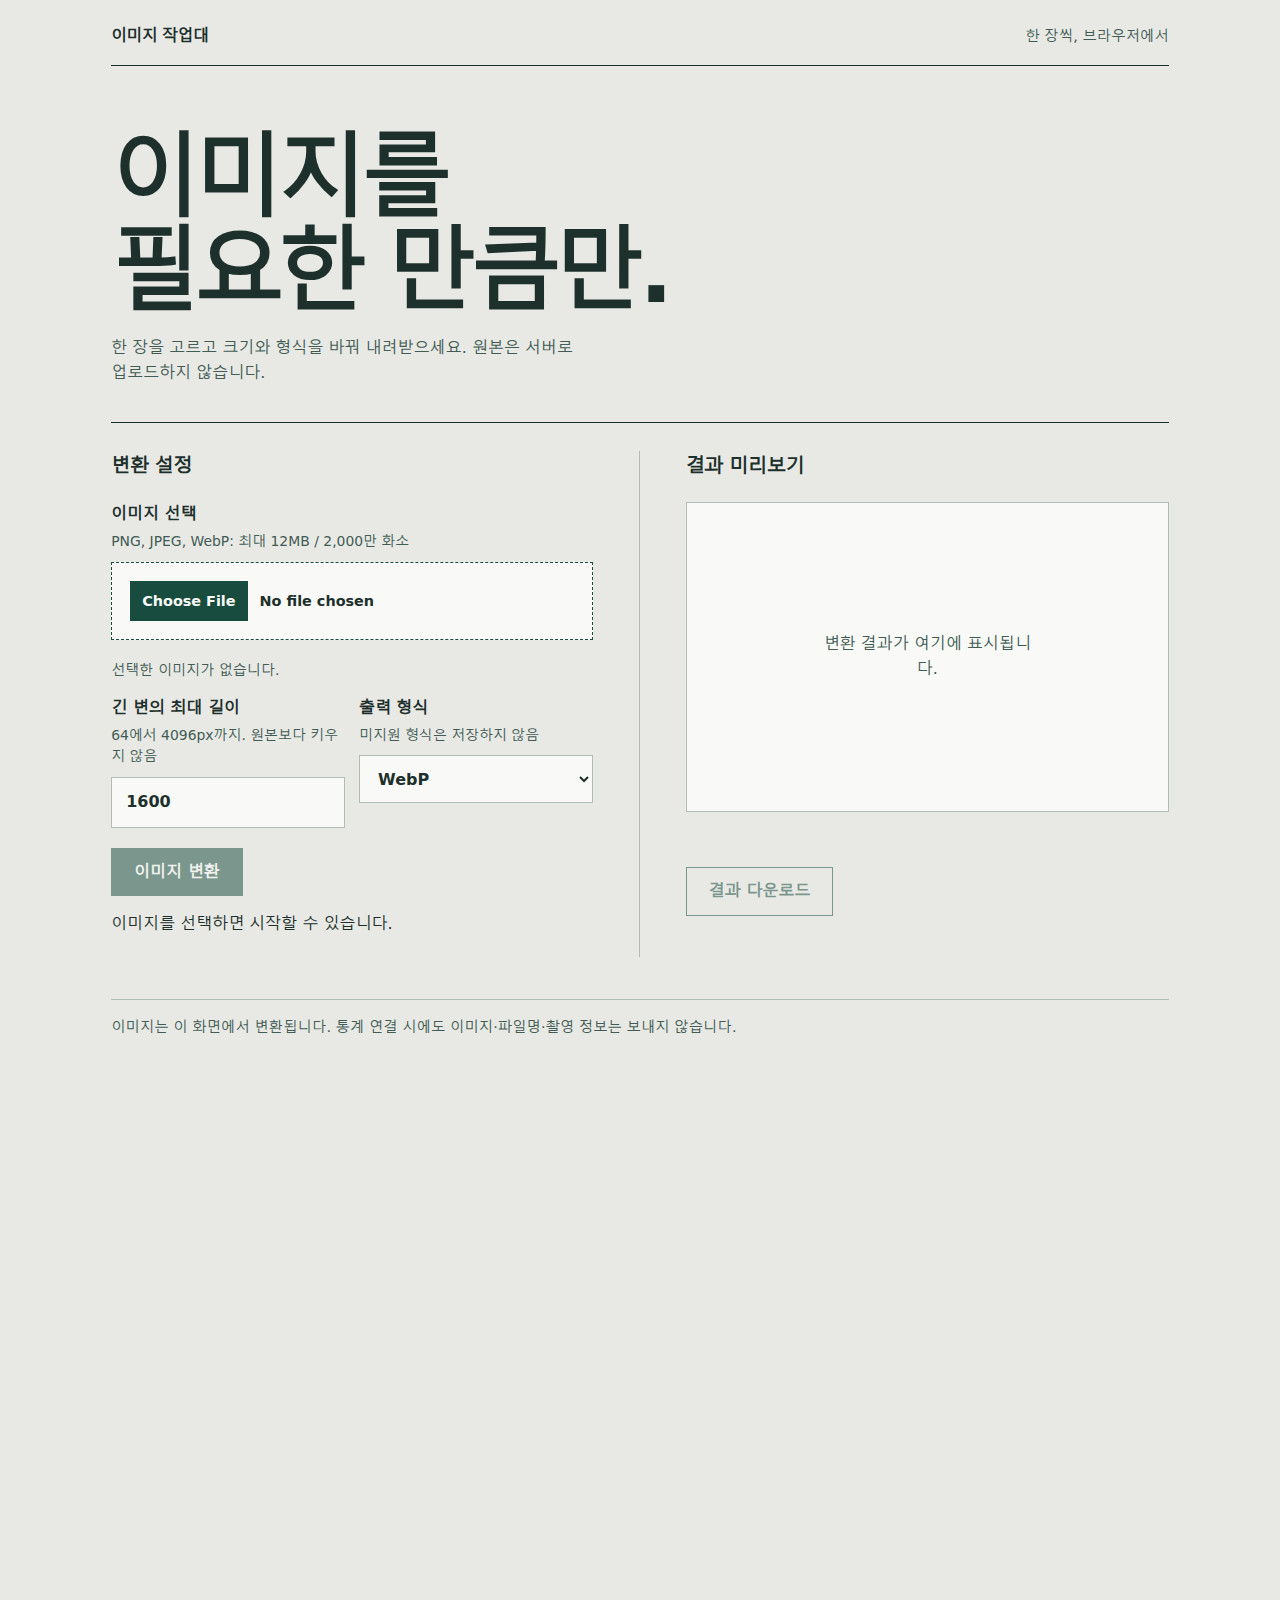 이미지 작업대
한 장씩, 브라우저에서
이미지를
필요한 만큼만.
한 장을 고르고 크기와 형식을 바꿔 내려받으세요. 원본은 서버로
업로드하지 않습니다.
변환 설정
이미지 선택
PNG, JPEG, WebP: 최대 12MB / 2,000만 화소
Choose File No file chosen
선택한 이미지가 없습니다.
긴 변의 최대 길이
64에서 4096px까지. 원본보다 키우
지 않음
1600
출력 형식
미지원 형식은 저장하지 않음
WebP
이미지 변환
이미지를 선택하면 시작할 수 있습니다.
결과 미리보기
변환 결과가 여기에 표시됩니
다.
결과 다운로드
이미지는 이 화면에서 변환됩니다. 통계 연결 시에도 이미지·파일명·촬영 정보는 보내지 않습니다.